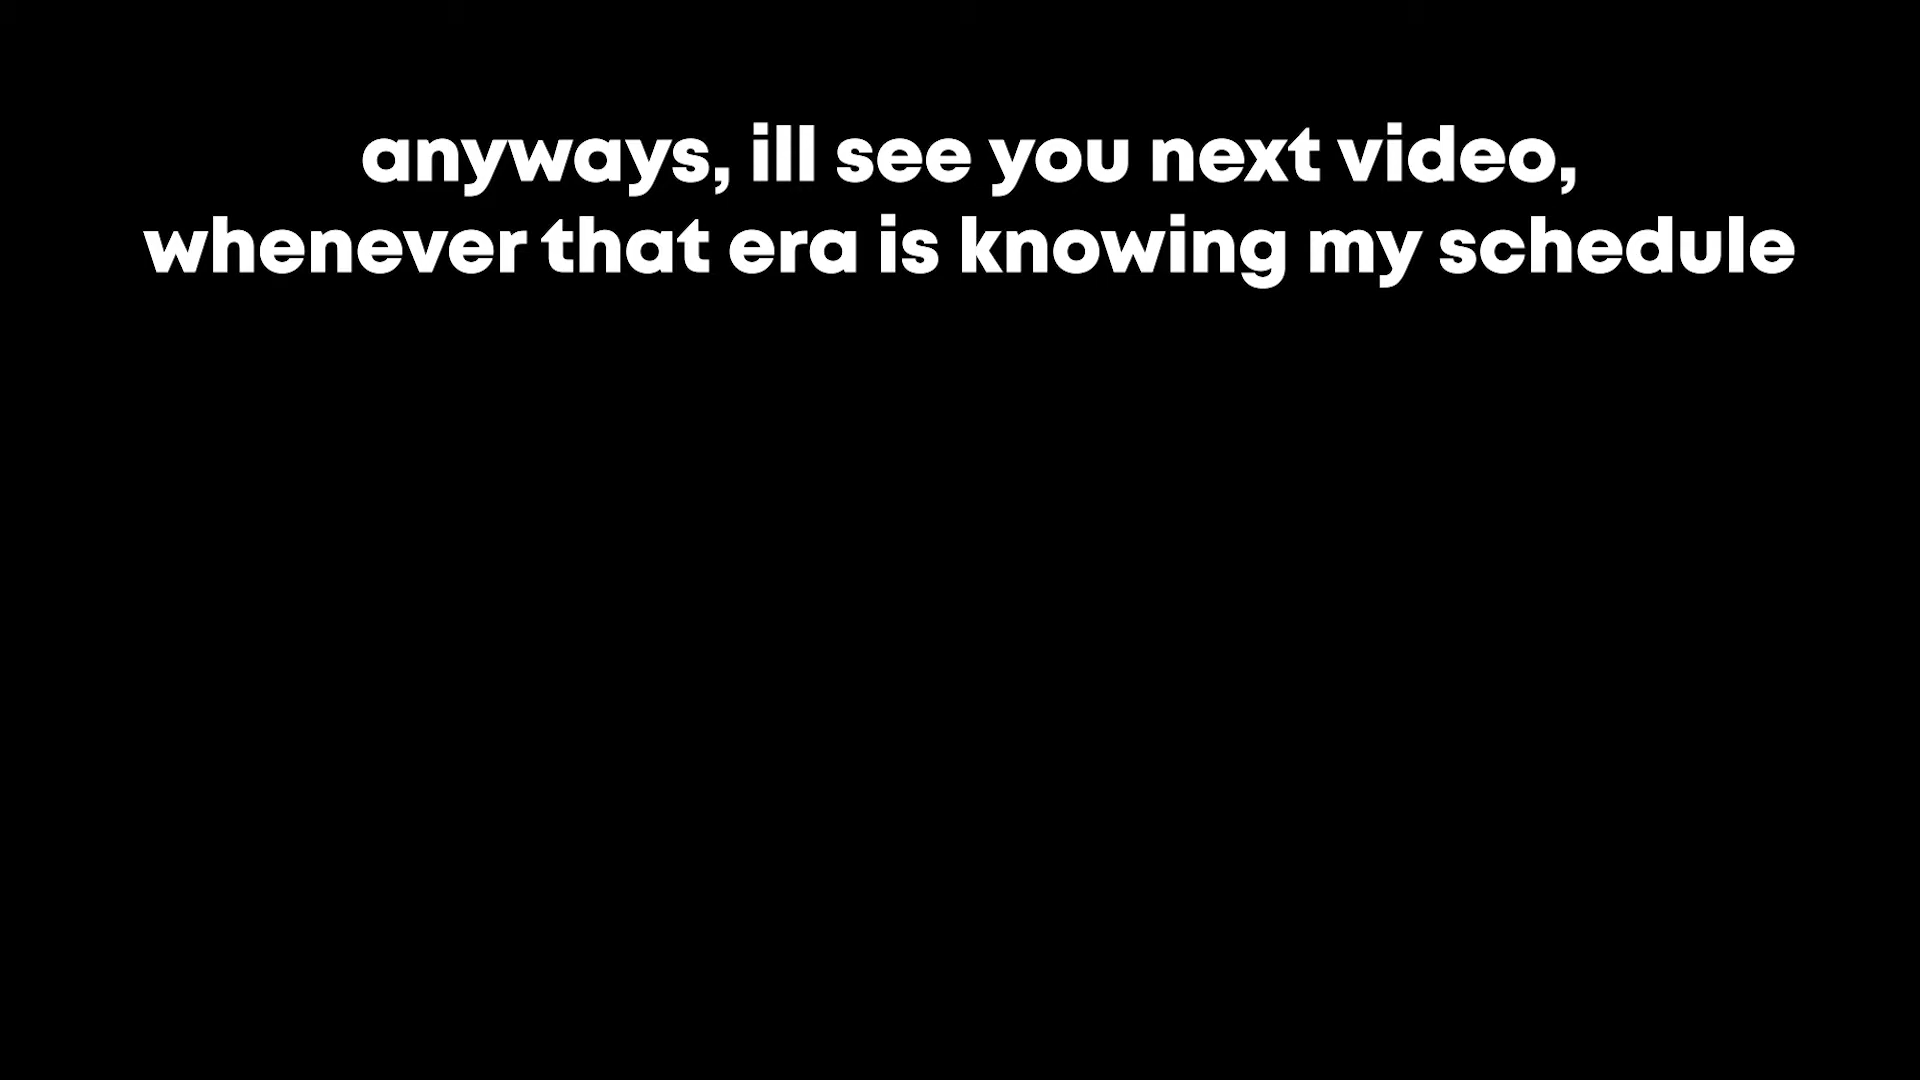 anyways, ill see you next video,
whenever that era is knowing my schedule